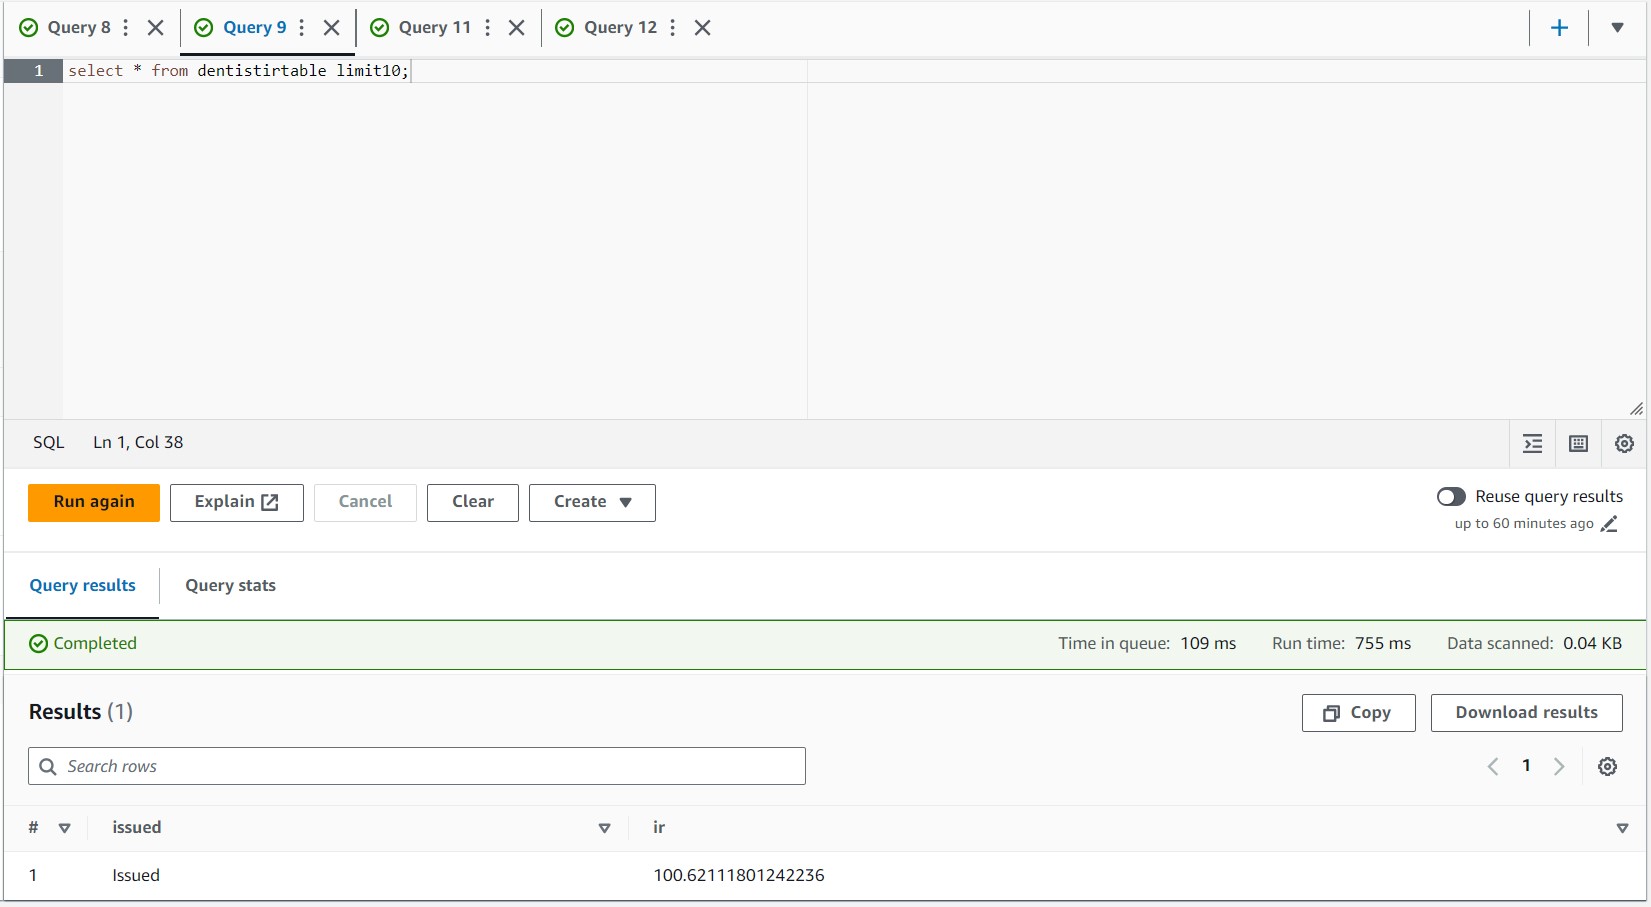 Query 8 Query 9 Query 11 Query 12
1 select * from dentistirtable limit10;
SQL Ln 1, Col 38
Run again Explain Cancel Clear Create Reuse query results
up to 60 minutes ago
Query results Query stats
Completed Time in queue: 109 ms Run time: 755 ms Data scanned: 0.04 KB
Results (1) Copy Download results
Search rows 1
# issued ir
1 Issued 100.62111801242236